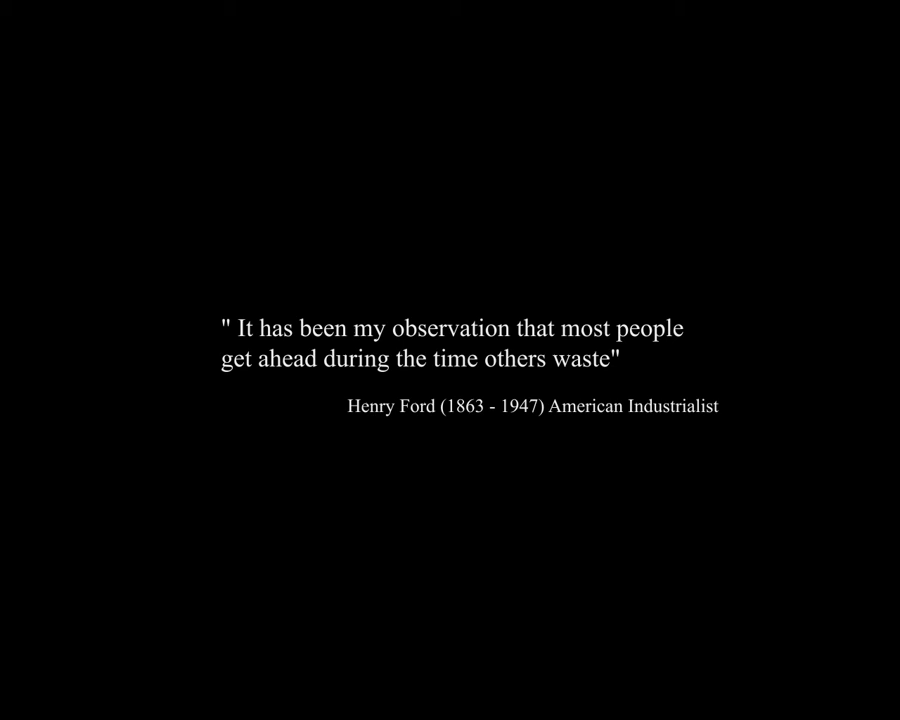 " It has been my observation that most people
get ahead during the time others waste"
Henry Ford (1863 - 1947) American Industrialist